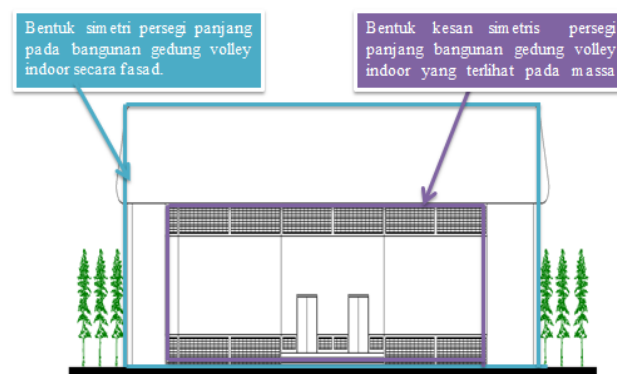 Bentuk simetri persegi panjang
pada bangunan gedung volley
indoor secara fasad.
Bentuk kesan simetris persegi
panjang bangunan gedung volley
indoor yang terlihat pada massa